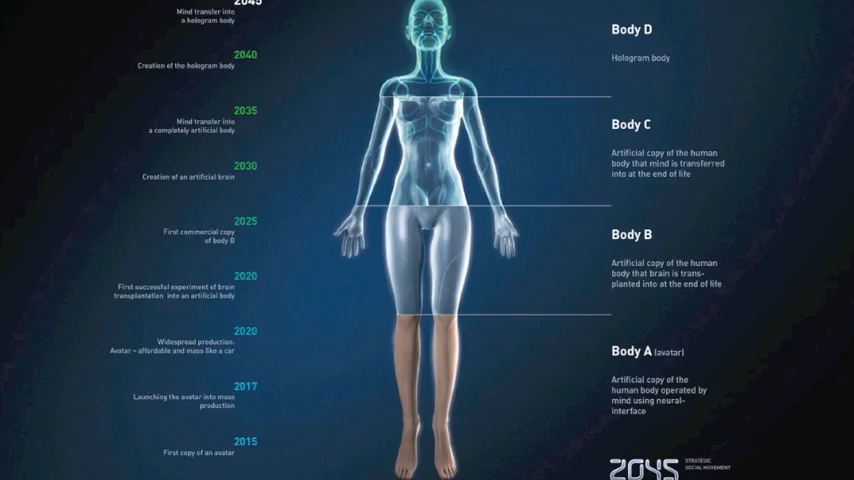 2045
Mind transfer into
a hologram body
2040
Creation of the hologram body
2035
Mind transfer into
a completely artificial body
2030
Creation of an artificial brain
2025
First commercial copy
of body B
2020
First successful experiment of brain
transplantation into an artificial body
2020
Widespread production.
Avatar – affordable and mass like a car
2017
Launching the avatar into mass
production
2015
First copy of an avatar
Body D
Hologram body
Body C
Artificial copy of the human
body that mind is transferred
into at the end of life
Body B
Artificial copy of the human
body that brain is trans-
planted into at the end of life
Body A (avatar)
Artificial copy of the
human body operated by
mind using neural-
interface
2045
STRATEGIC
SOCIAL MOVEMENT